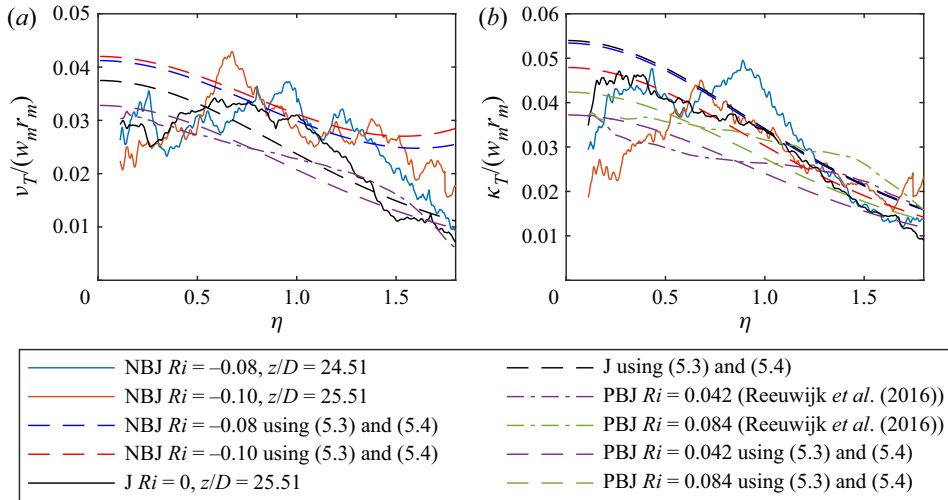 (a)
0.05
0.04
0.03
0.02
0.01
0
0.5
1.0
1.5
ν_T/(w_m r_m)
η
(b)
0.06
0.05
0.04
0.03
0.02
0.01
0
0.5
1.0
1.5
κ_T/(w_m r_m)
η
NBJ Ri = –0.08, z/D = 24.51
NBJ Ri = –0.10, z/D = 25.51
NBJ Ri = –0.08 using (5.3) and (5.4)
NBJ Ri = –0.10 using (5.3) and (5.4)
J Ri = 0, z/D = 25.51
J using (5.3) and (5.4)
PBJ Ri = 0.042 (Reeuwijk et al. (2016))
PBJ Ri = 0.084 (Reeuwijk et al. (2016))
PBJ Ri = 0.042 using (5.3) and (5.4)
PBJ Ri = 0.084 using (5.3) and (5.4)